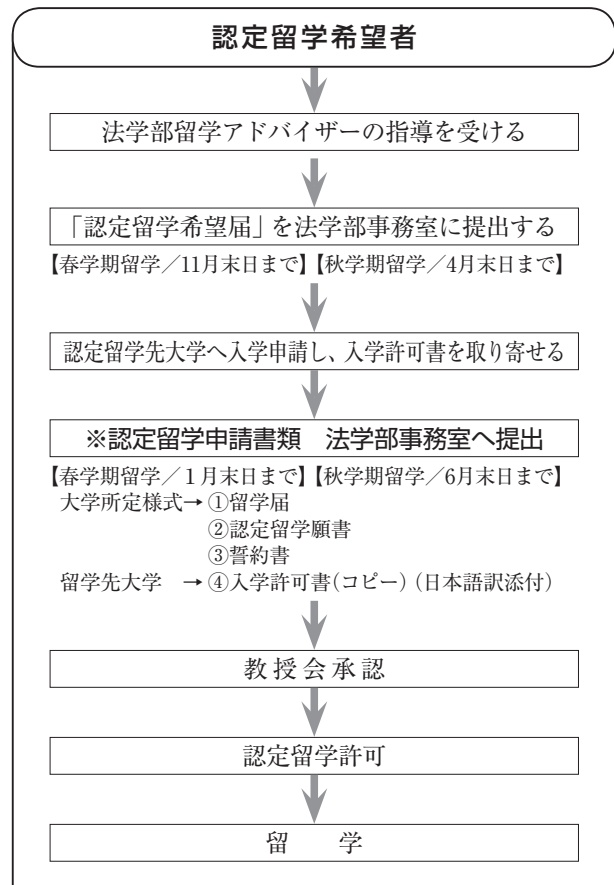 認定留学希望者
法学部留学アドバイザーの指導を受ける
「認定留学希望届」を法学部事務室に提出する
【春学期留学／11月末日まで】【秋学期留学／4月末日まで】
認定留学先大学へ入学申請し、入学許可書を取り寄せる
※認定留学申請書類　法学部事務室へ提出
【春学期留学／１月末日まで】【秋学期留学／6月末日まで】
大学所定様式→ ①留学届
②認定留学願書
③誓約書
留学先大学　→ ④入学許可書（コピー）（日本語訳添付）
教授会承認
認定留学許可
留　　学